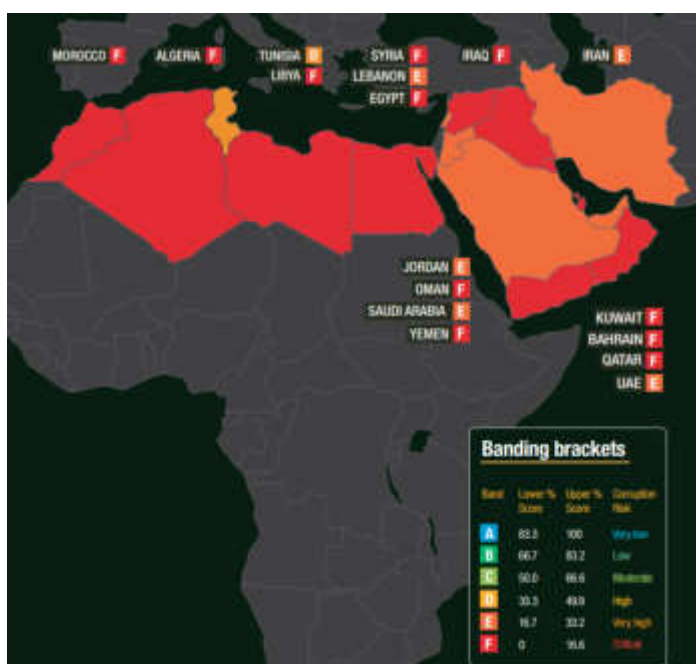 MOROCCO F
ALGERIA F
TUNISIA D
SYRIA F
IRAQ F
IRAN E
LIBYA F
LEBANON E
EGYPT F
JORDAN E
OMAN F
SAUDI ARABIA E
YEMEN F
KUWAIT F
BAHRAIN F
QATAR F
UAE E
Banding brackets
Band Lower % Score Upper % Score Corruption Risk
A 83.3 100 Very low
B 66.7 83.2 Low
C 50.0 66.6 Moderate
D 33.3 49.9 High
E 16.7 33.2 Very high
F 0 16.6 Critical